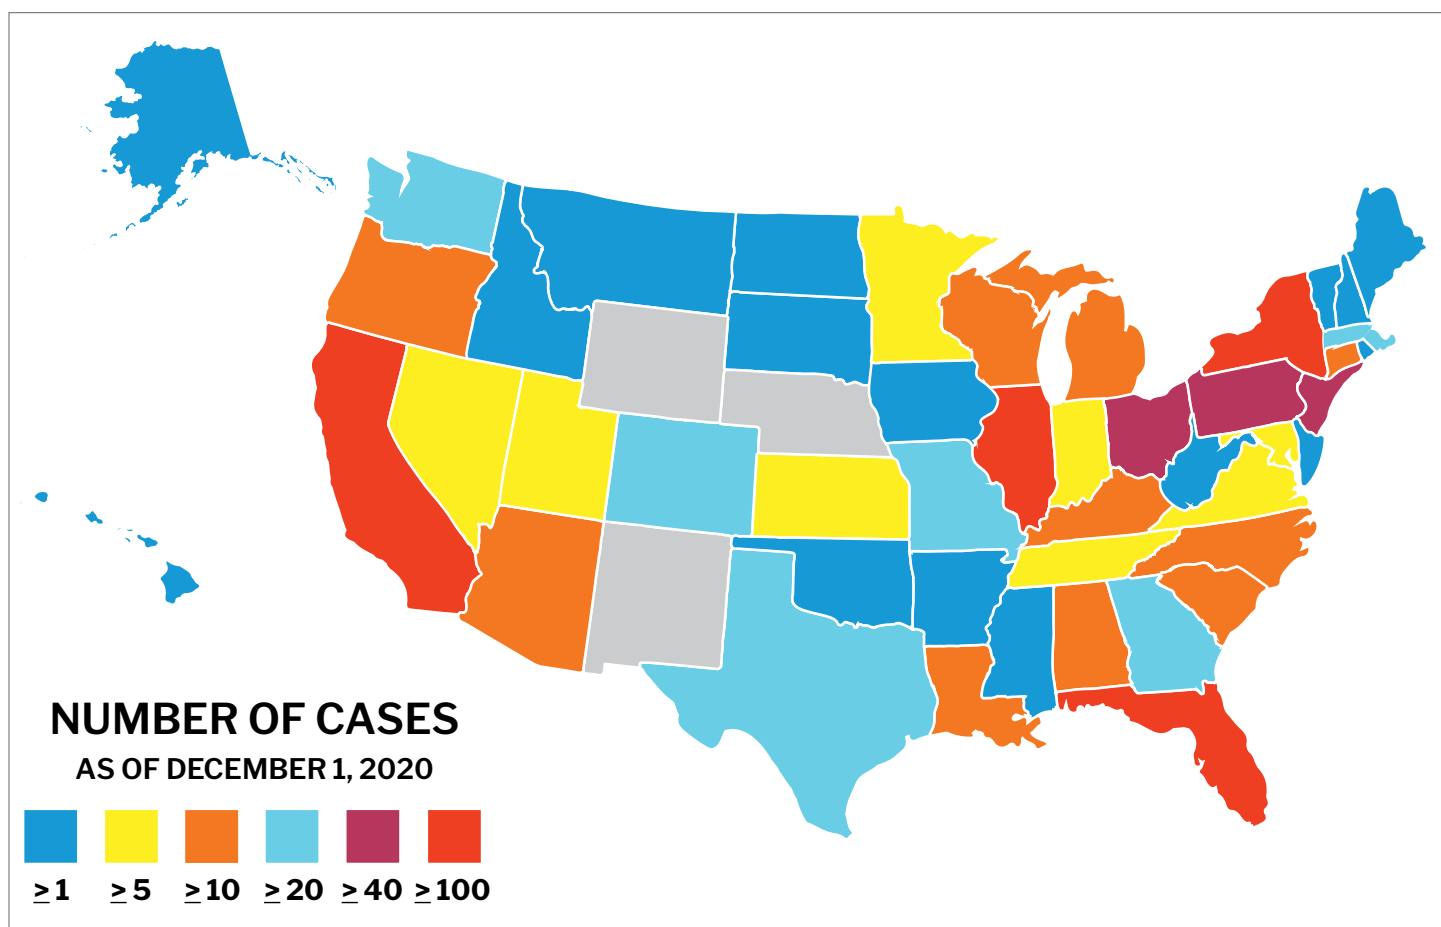 NUMBER OF CASES
AS OF DECEMBER 1, 2020
≥ 1 ≥ 5 ≥ 10 ≥ 20 ≥ 40 ≥ 100